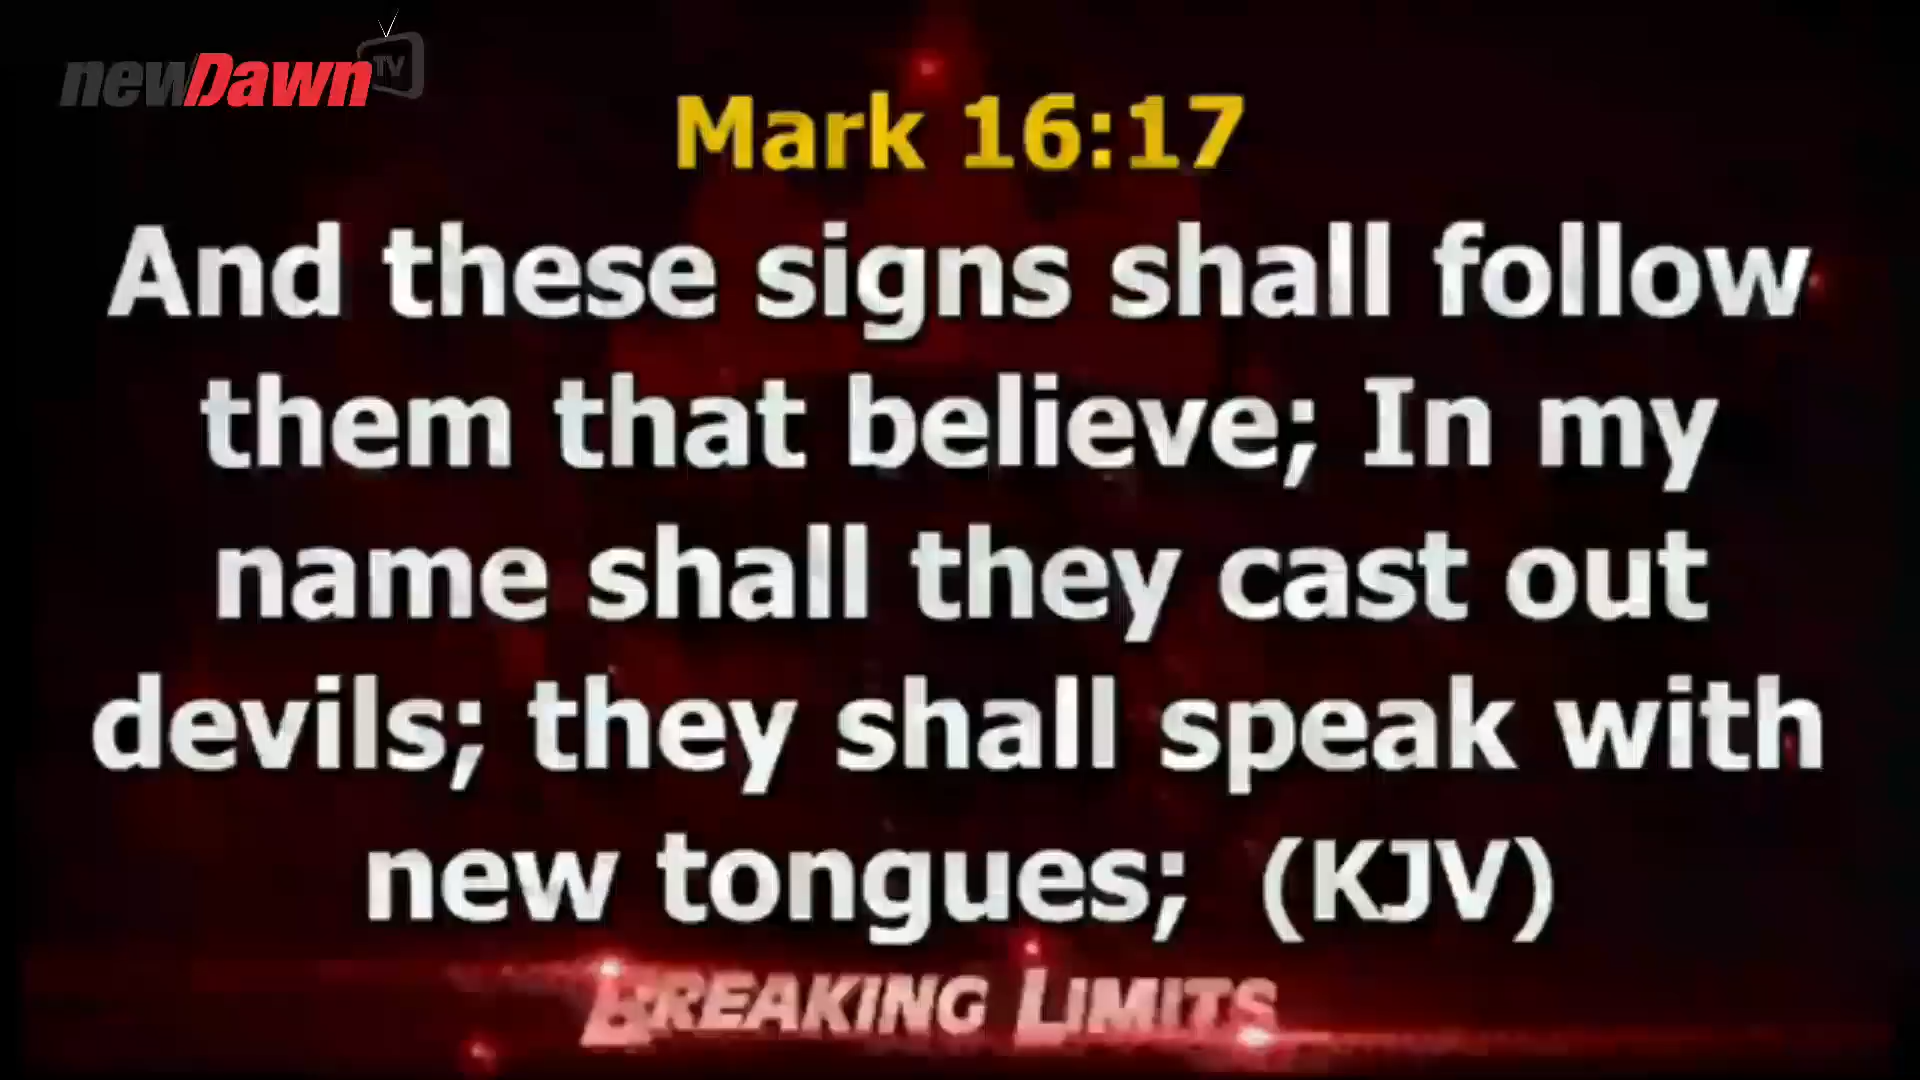 newDawn TV
Mark 16:17
And these signs shall follow
them that believe; In my
name shall they cast out
devils; they shall speak with
new tongues; (KJV)
BREAKING LIMITS